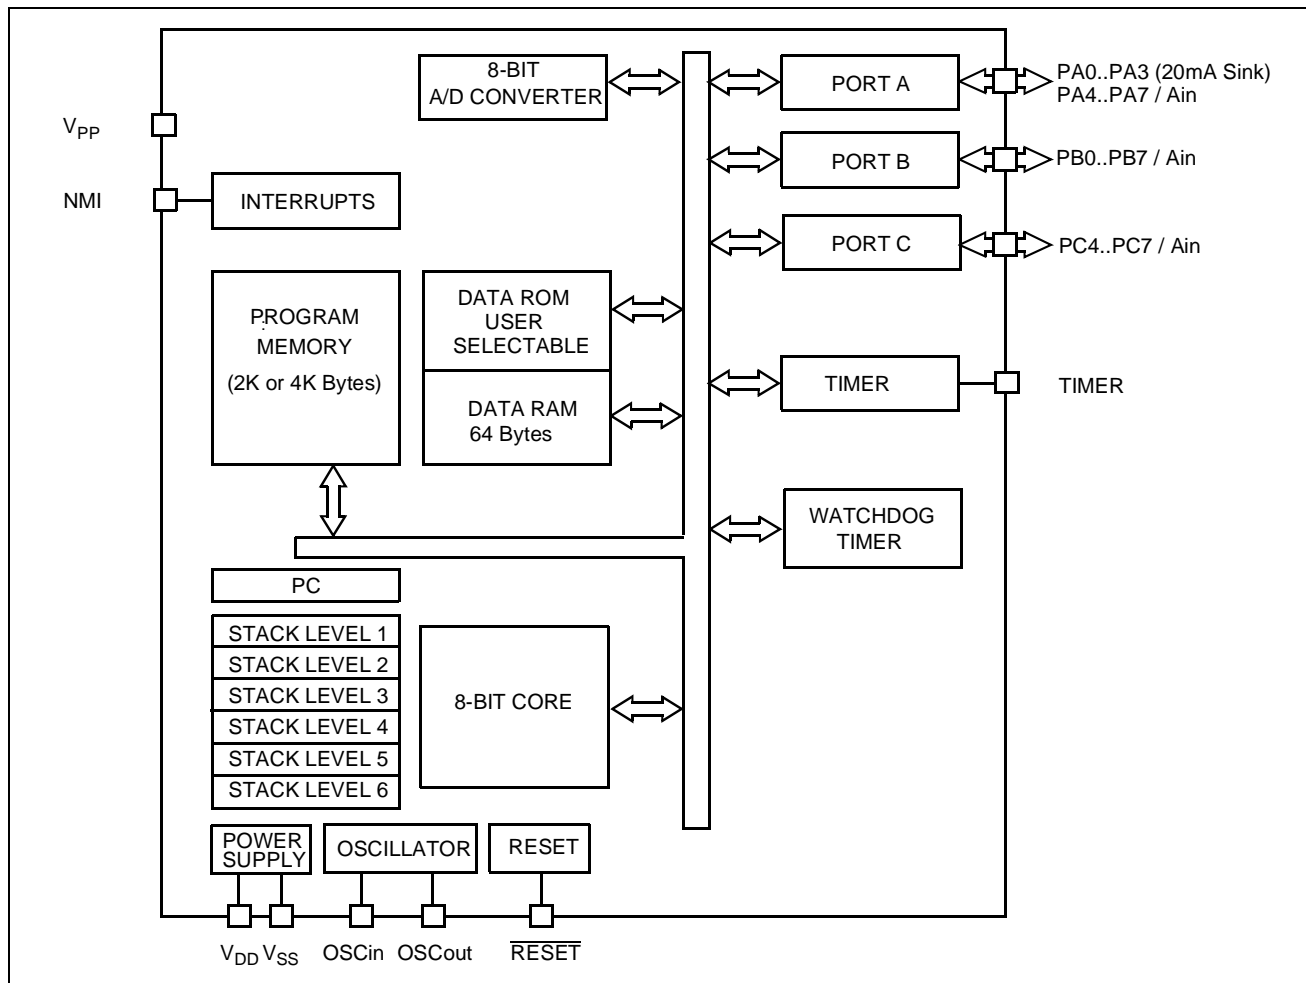 8-BIT
A/D CONVERTER
PORT A
PA0..PA3 (20mA Sink)
PA4..PA7 / Ain
VPP
PORT B
PB0..PB7 / Ain
NMI
INTERRUPTS
PORT C
PC4..PC7 / Ain
PROGRAM
:
MEMORY
(2K or 4K Bytes)
DATA ROM
USER
SELECTABLE
DATA RAM
64 Bytes
TIMER
TIMER
WATCHDOG
TIMER
PC
STACK LEVEL 1
STACK LEVEL 2
STACK LEVEL 3
STACK LEVEL 4
STACK LEVEL 5
STACK LEVEL 6
8-BIT CORE
POWER
SUPPLY
OSCILLATOR
RESET
VDD VSS
OSCin OSCout
RESET